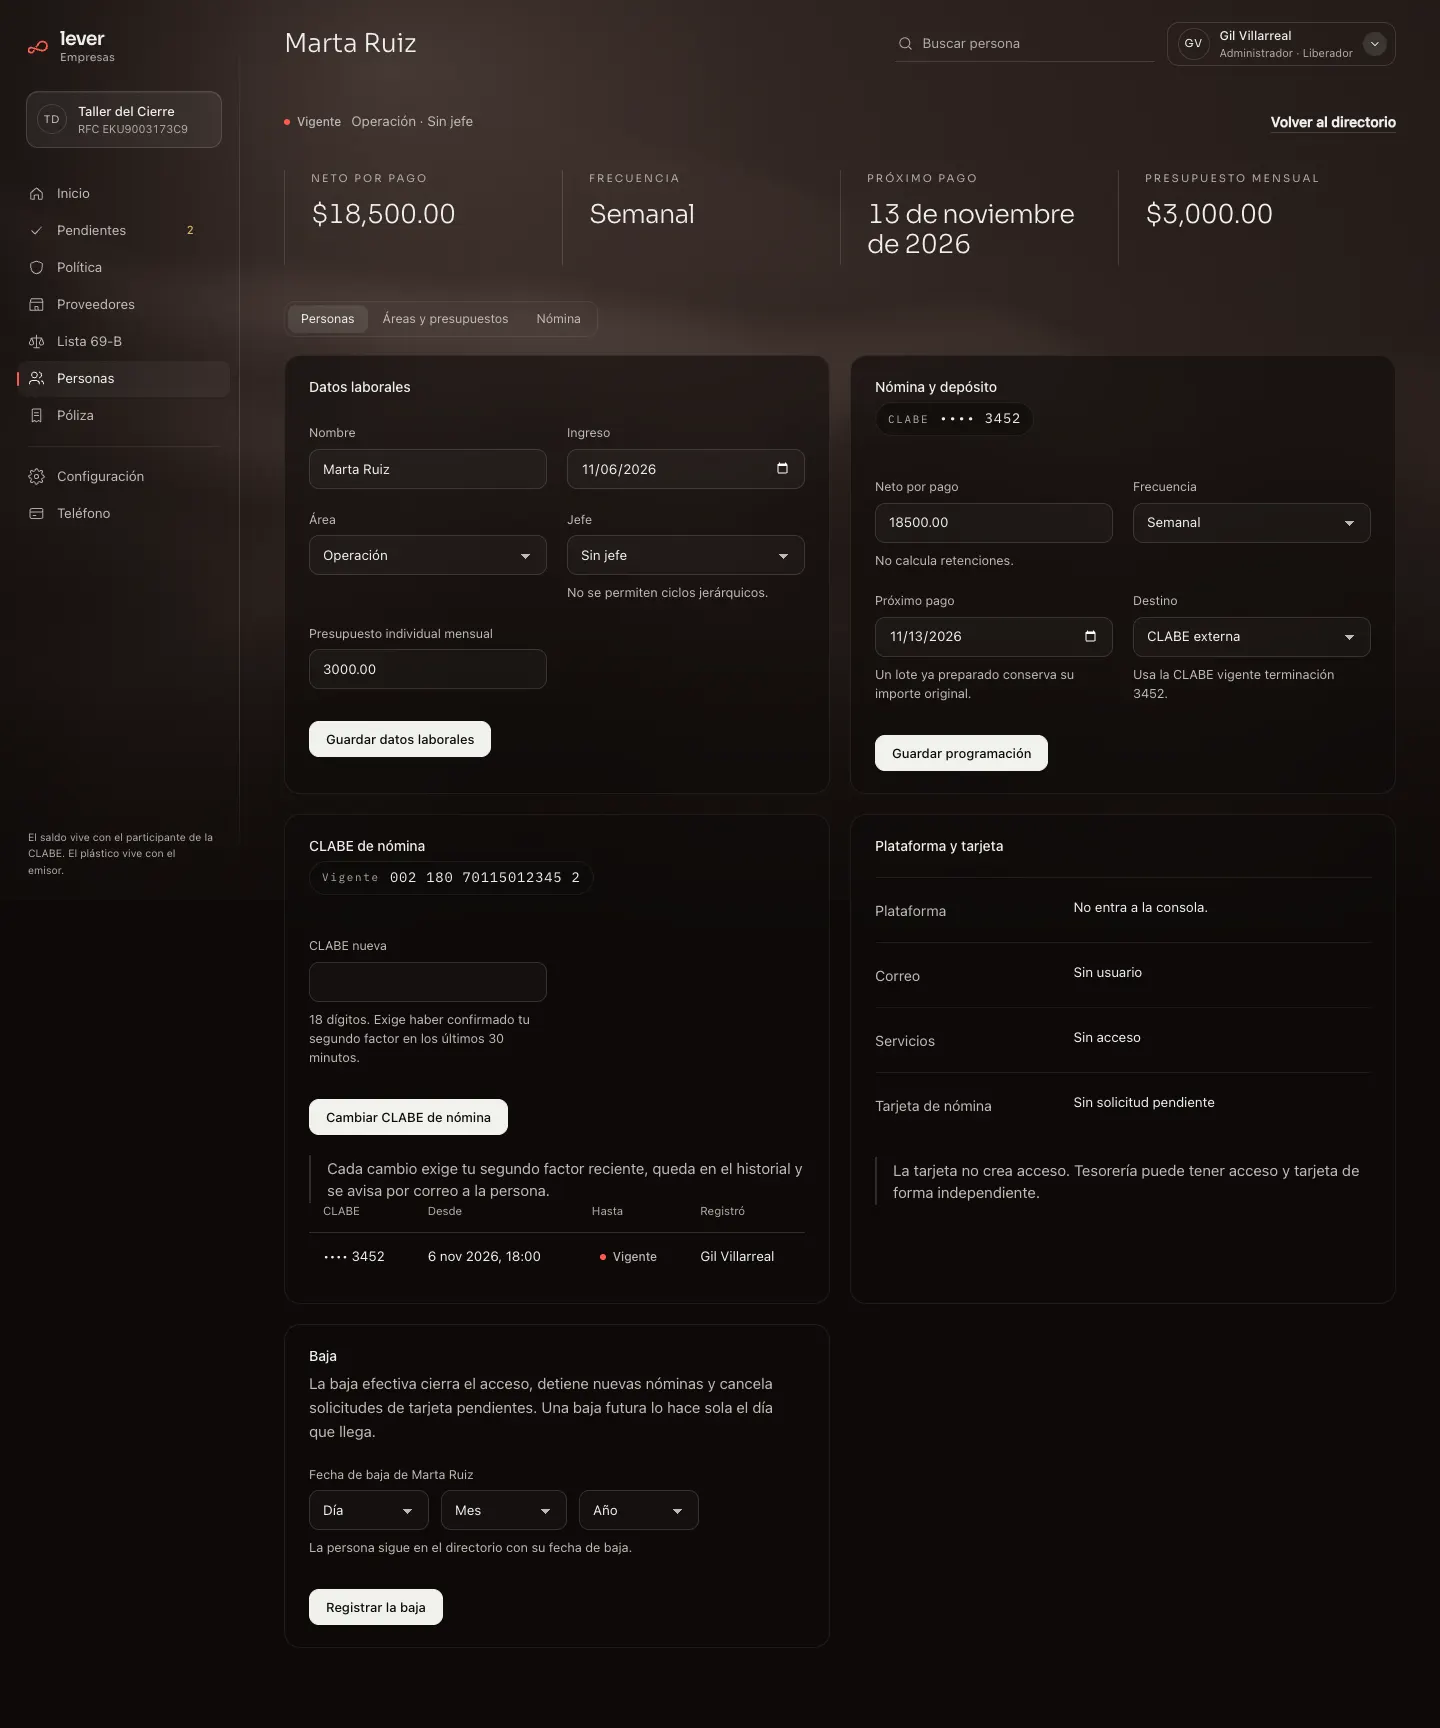 lever
Empresas
TD
Taller del Cierre
RFC EKU9003173C9
Inicio
Pendientes 2
Política
Proveedores
Lista 69-B
Personas
Póliza
Configuración
Teléfono
El saldo vive con el participante de la
CLABE. El plástico vive con el
emisor.
Marta Ruiz
Buscar persona
GV
Gil Villarreal
Administrador · Liberador
Vigente Operación · Sin jefe
Volver al directorio
NETO POR PAGO
$18,500.00
FRECUENCIA
Semanal
PRÓXIMO PAGO
13 de noviembre
de 2026
PRESUPUESTO MENSUAL
$3,000.00
Personas Áreas y presupuestos Nómina
Datos laborales
Nombre
Marta Ruiz
Ingreso
11/06/2026
Área
Operación
Jefe
Sin jefe
No se permiten ciclos jerárquicos.
Presupuesto individual mensual
3000.00
Guardar datos laborales
Nómina y depósito
CLABE •••• 3452
Neto por pago
18500.00
No calcula retenciones.
Frecuencia
Semanal
Próximo pago
11/13/2026
Un lote ya preparado conserva su
importe original.
Destino
CLABE externa
Usa la CLABE vigente terminación
3452.
Guardar programación
CLABE de nómina
Vigente 002 180 70115012345 2
CLABE nueva
18 dígitos. Exige haber confirmado tu
segundo factor en los últimos 30
minutos.
Cambiar CLABE de nómina
Cada cambio exige tu segundo factor reciente, queda en el historial y
se avisa por correo a la persona.
CLABE Desde Hasta Registró
•••• 3452 6 nov 2026, 18:00 Vigente Gil Villarreal
Plataforma y tarjeta
Plataforma No entra a la consola.
Correo Sin usuario
Servicios Sin acceso
Tarjeta de nómina Sin solicitud pendiente
La tarjeta no crea acceso. Tesorería puede tener acceso y tarjeta de
forma independiente.
Baja
La baja efectiva cierra el acceso, detiene nuevas nóminas y cancela
solicitudes de tarjeta pendientes. Una baja futura lo hace sola el día
que llega.
Fecha de baja de Marta Ruiz
Día Mes Año
La persona sigue en el directorio con su fecha de baja.
Registrar la baja